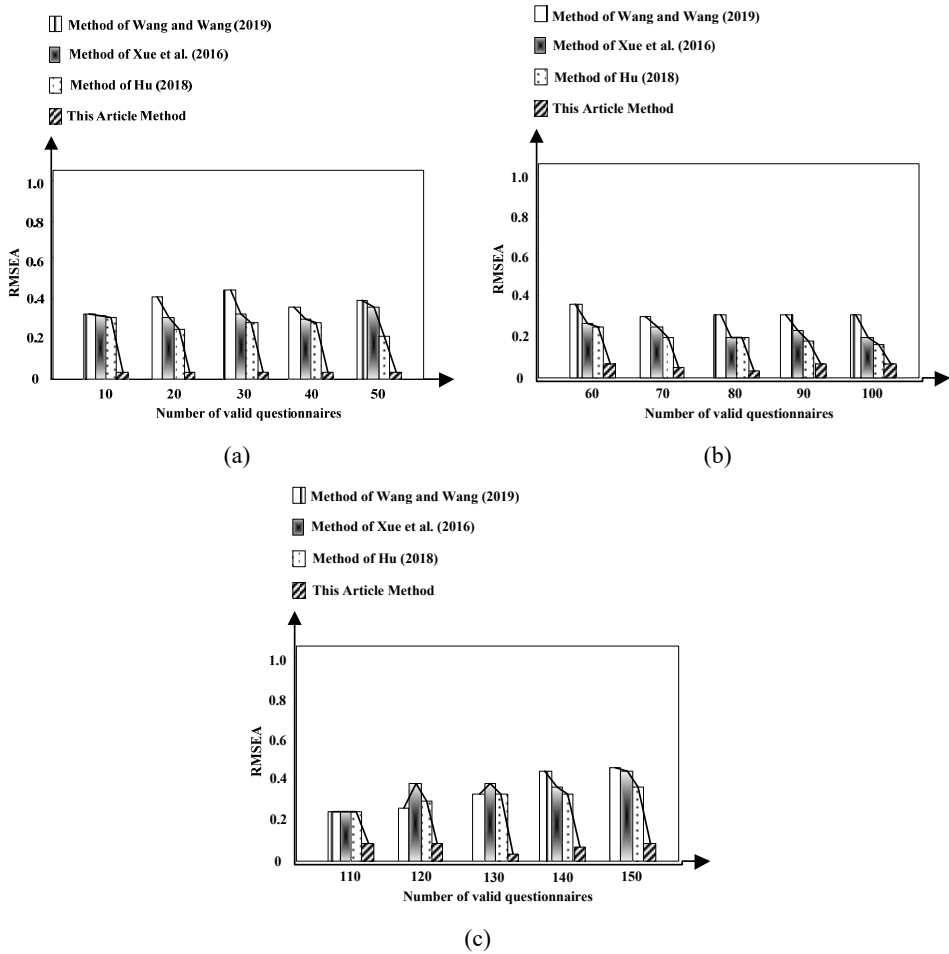 Method of Wang and Wang (2019)
Method of Xue et al. (2016)
Method of Hu (2018)
This Article Method
1.0
0.8
0.6
0.4
0.2
0
RMSEA
10 20 30 40 50
Number of valid questionnaires
(a)
Method of Wang and Wang (2019)
Method of Xue et al. (2016)
Method of Hu (2018)
This Article Method
1.0
0.8
0.6
0.4
0.2
0
RMSEA
60 70 80 90 100
Number of valid questionnaires
(b)
Method of Wang and Wang (2019)
Method of Xue et al. (2016)
Method of Hu (2018)
This Article Method
1.0
0.8
0.6
0.4
0.2
0
RMSEA
110 120 130 140 150
Number of valid questionnaires
(c)